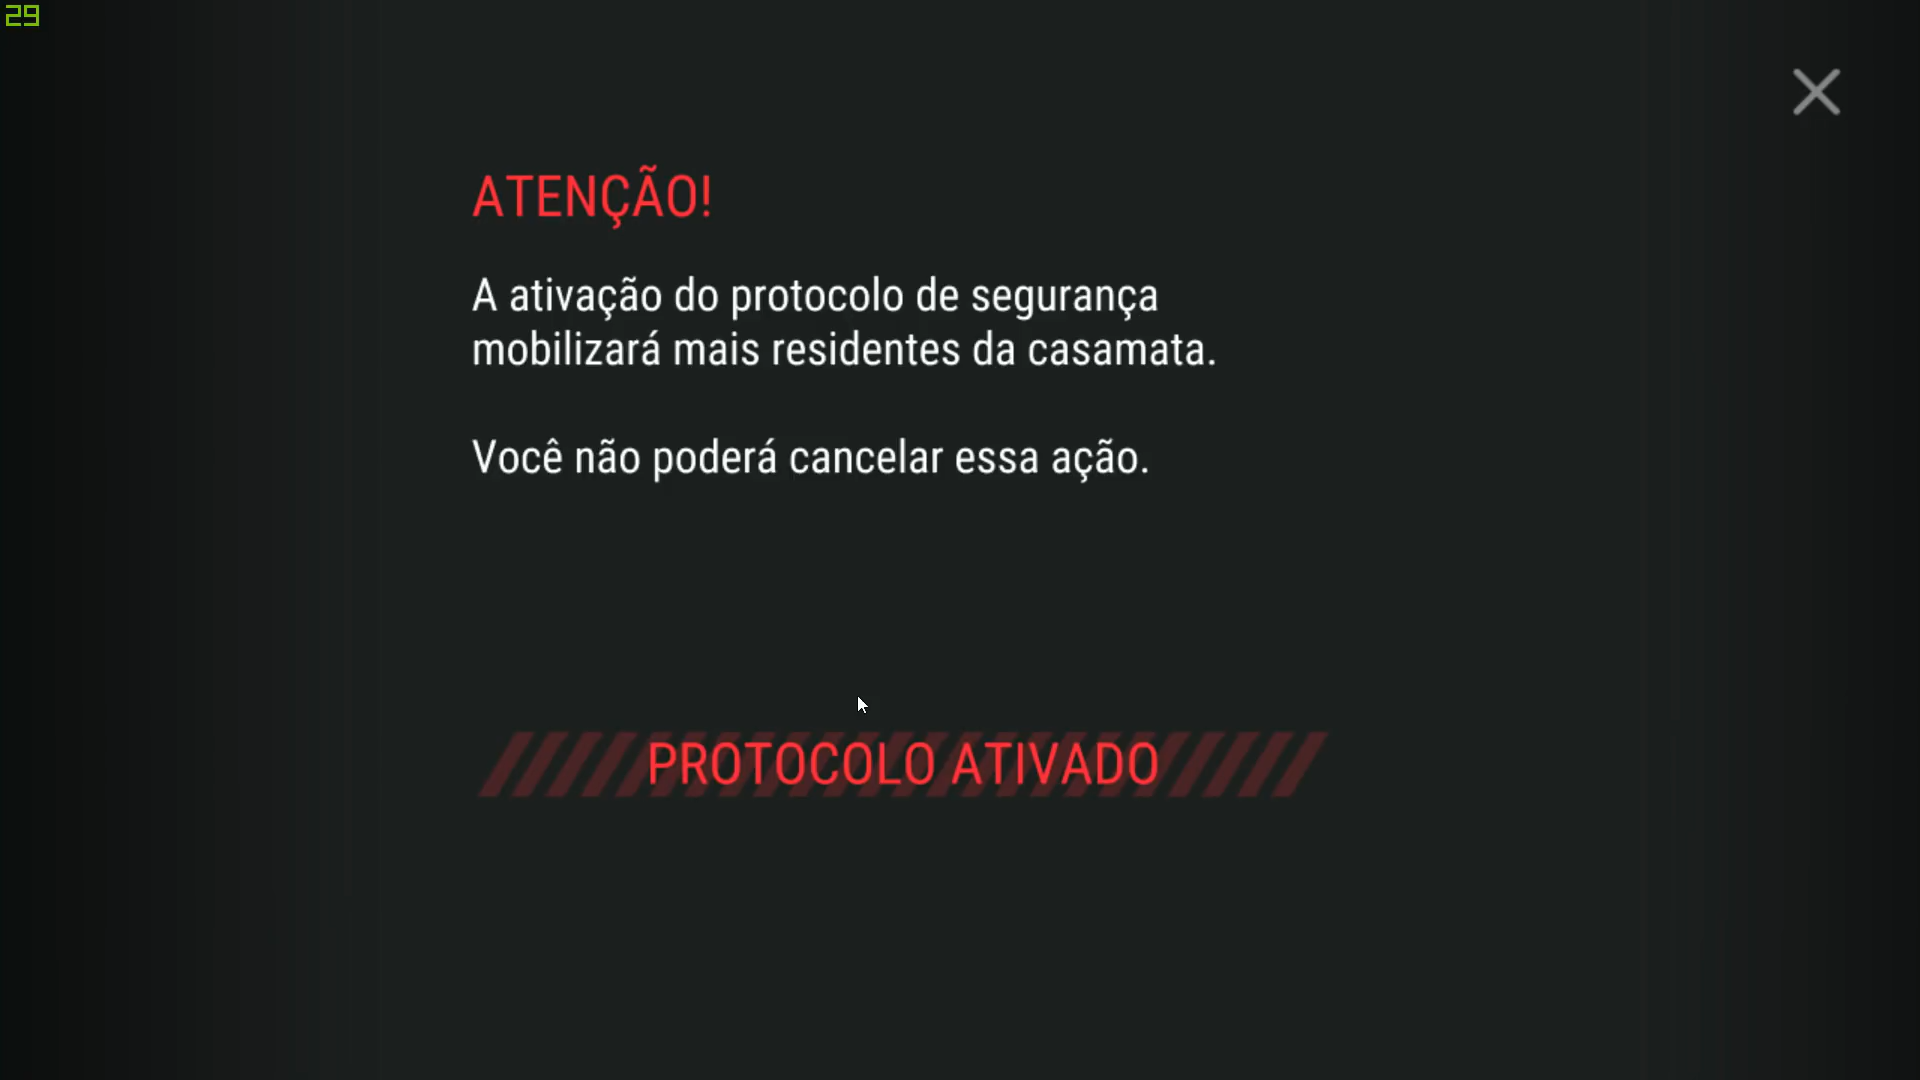 29
ATENÇÃO!
A ativação do protocolo de segurança
mobilizará mais residentes da casamata.
Você não poderá cancelar essa ação.
PROTOCOLO ATIVADO